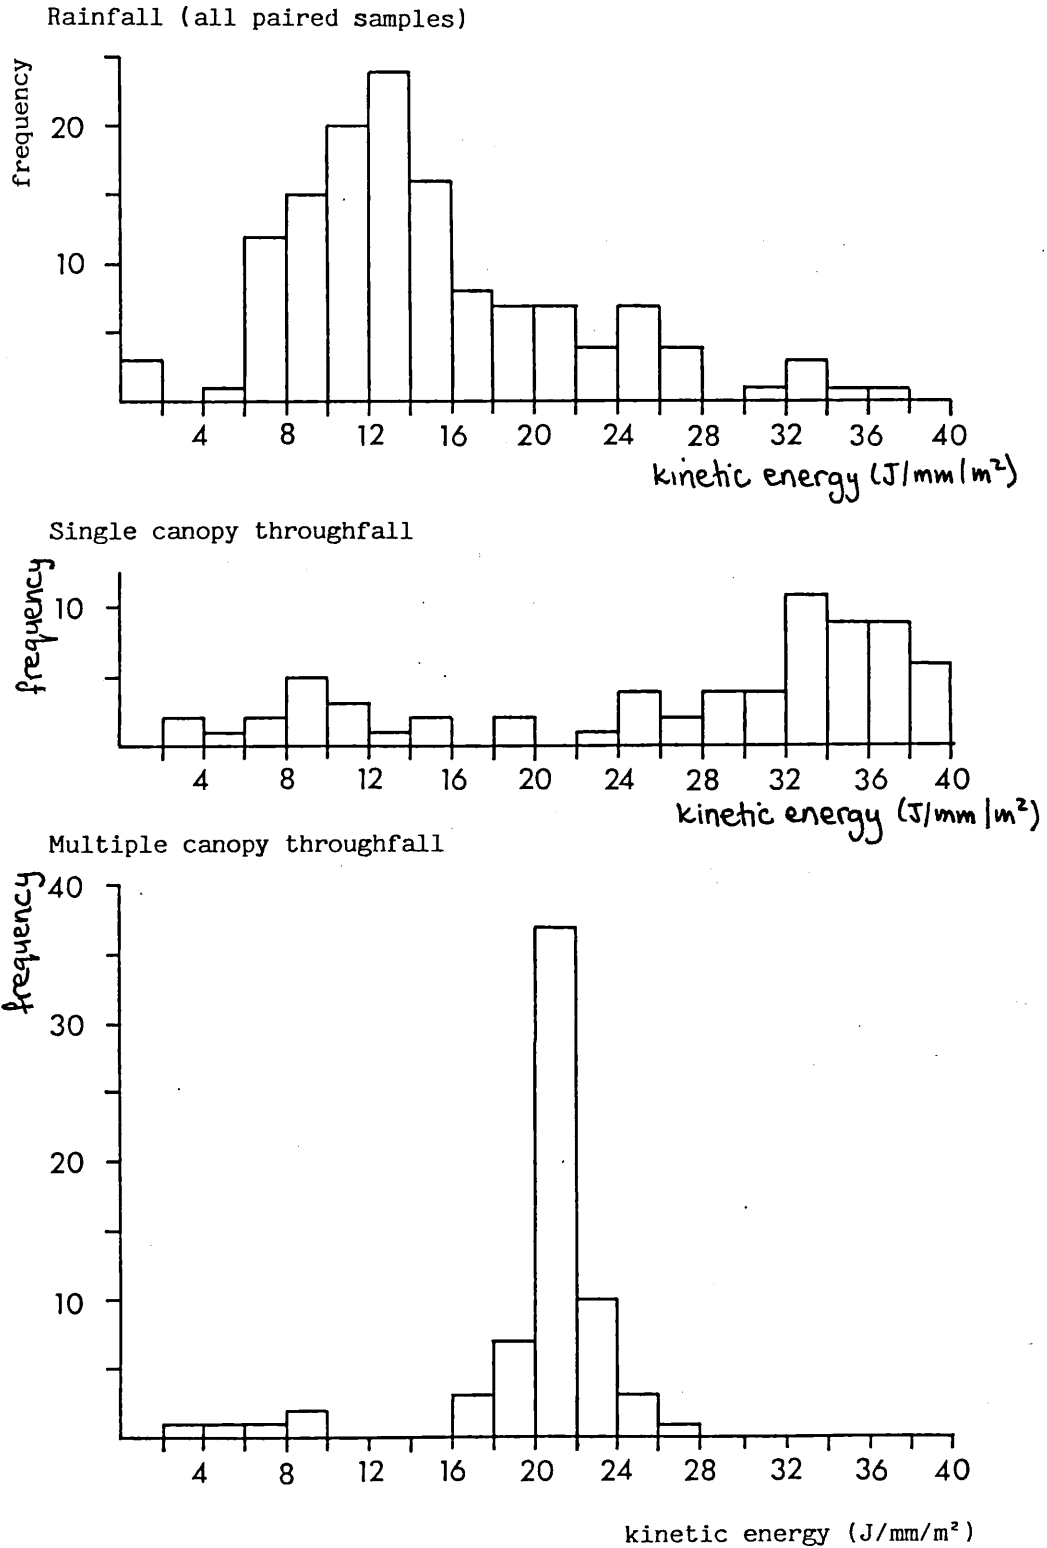 Rainfall (all paired samples)
frequency
20
10
4 8 12 16 20 24 28 32 36 40
kinetic energy (J/mm/m²)
Single canopy throughfall
frequency
10
4 8 12 16 20 24 28 32 36 40
kinetic energy (J/mm/m²)
Multiple canopy throughfall
frequency
40
30
20
10
4 8 12 16 20 24 28 32 36 40
kinetic energy (J/mm/m²)